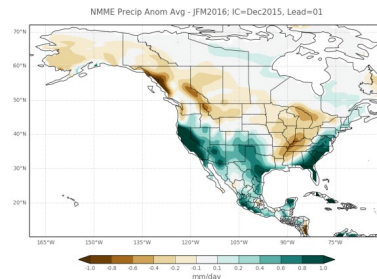 NMME Precip Anom Avg - JFM2016; IC=Dec2015, Lead=01
70°N
60°N
50°N
40°N
30°N
20°N
165°W 150°W 135°W 120°W 105°W 90°W 75°W
-1.0 -0.8 -0.6 -0.4 -0.2 -0.1 0.1 0.2 0.4 0.6 0.8 1.0
mm/day